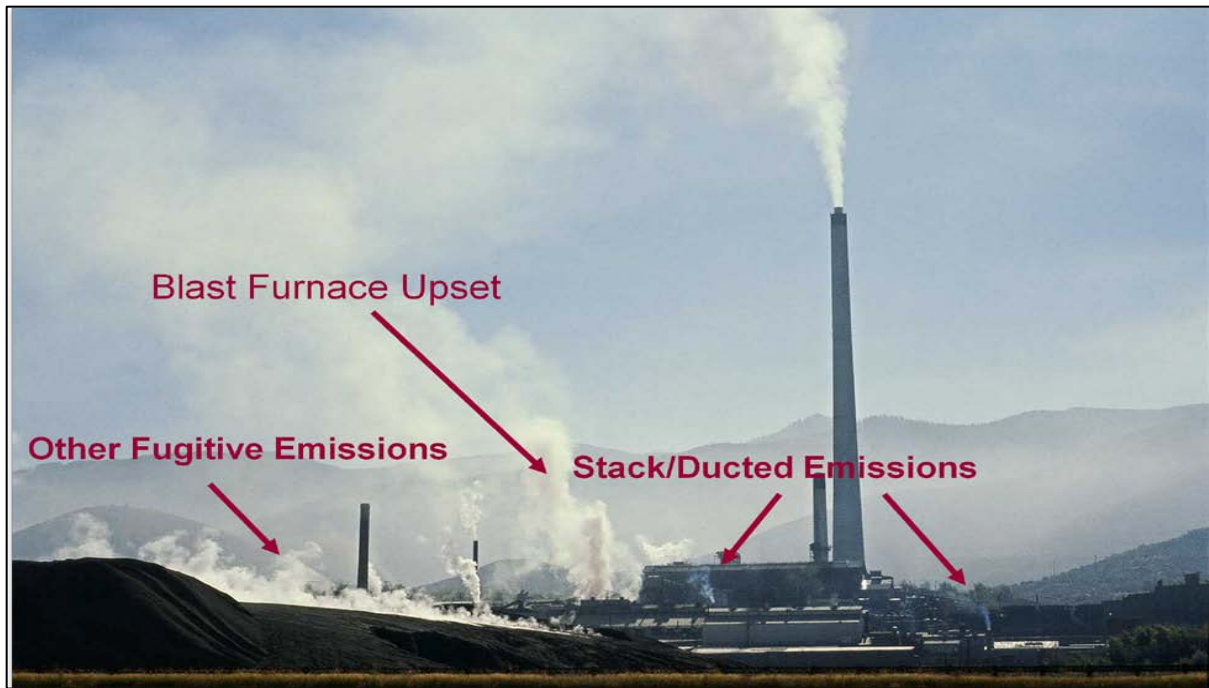 Blast Furnace Upset
Other Fugitive Emissions
Stack/Ducted Emissions